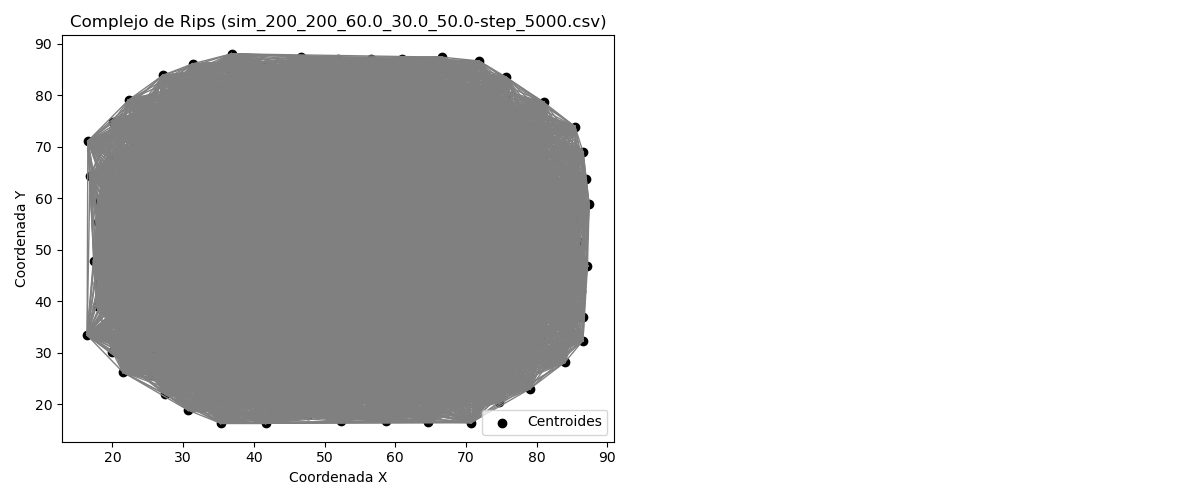 Complejo de Rips (sim_200_200_60.0_30.0_50.0-step_5000.csv)
90
80
70
60
50
40
30
20
Coordenada Y
Centroides
20 30 40 50 60 70 80 90
Coordenada X